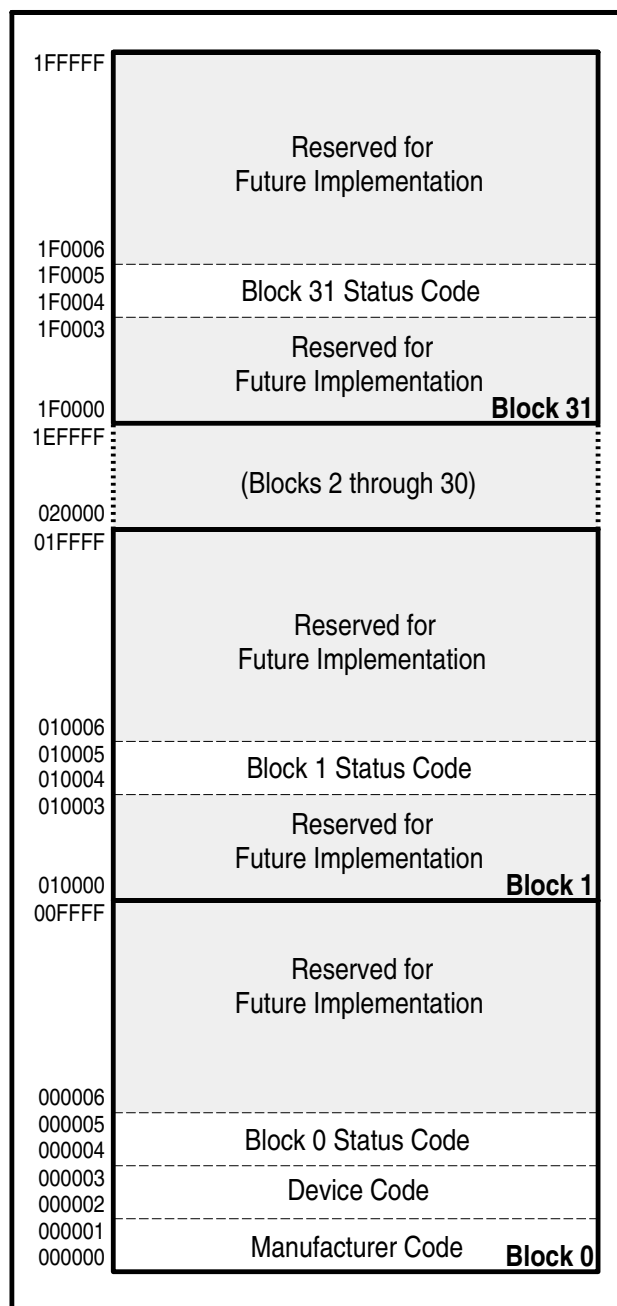 1FFFFF
Reserved for
Future Implementation
1F0006
1F0005
Block 31 Status Code
1F0004
1F0003
Reserved for
Future Implementation
1F0000
Block 31
1EFFFF
(Blocks 2 through 30)
020000
01FFFF
Reserved for
Future Implementation
010006
010005
Block 1 Status Code
010004
010003
Reserved for
Future Implementation
010000
Block 1
00FFFF
Reserved for
Future Implementation
000006
000005
Block 0 Status Code
000004
000003
Device Code
000002
000001
Manufacturer Code
000000
Block 0